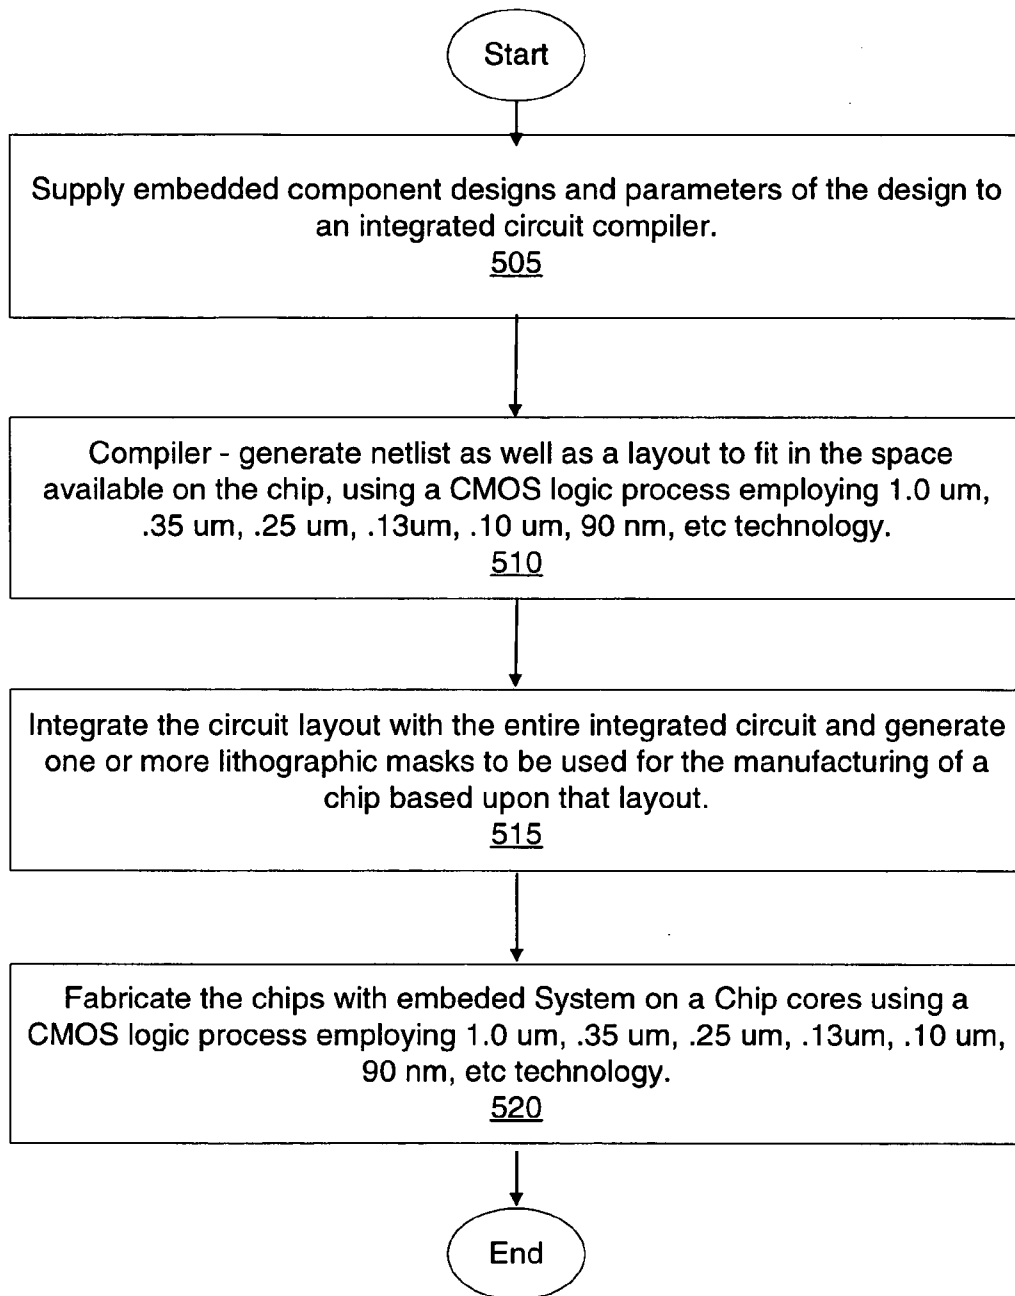 Start
Supply embedded component designs and parameters of the design to
an integrated circuit compiler.
505
Compiler - generate netlist as well as a layout to fit in the space
available on the chip, using a CMOS logic process employing 1.0 um,
.35 um, .25 um, .13um, .10 um, 90 nm, etc technology.
510
Integrate the circuit layout with the entire integrated circuit and generate
one or more lithographic masks to be used for the manufacturing of a
chip based upon that layout.
515
Fabricate the chips with embeded System on a Chip cores using a
CMOS logic process employing 1.0 um, .35 um, .25 um, .13um, .10 um,
90 nm, etc technology.
520
End